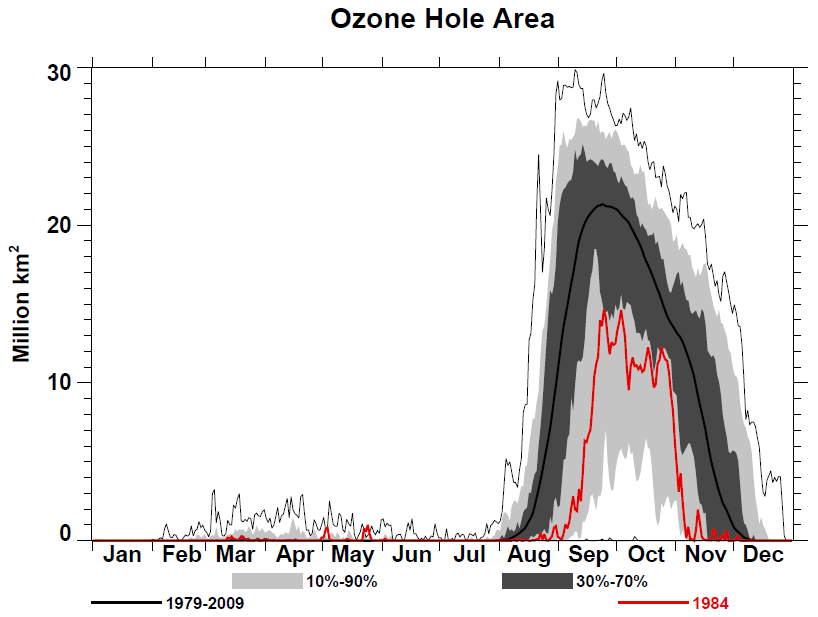 Ozone Hole Area
30
20
10
0
Million km²
Jan Feb Mar Apr May Jun Jul Aug Sep Oct Nov Dec
10%-90% 30%-70%
1979-2009 1984